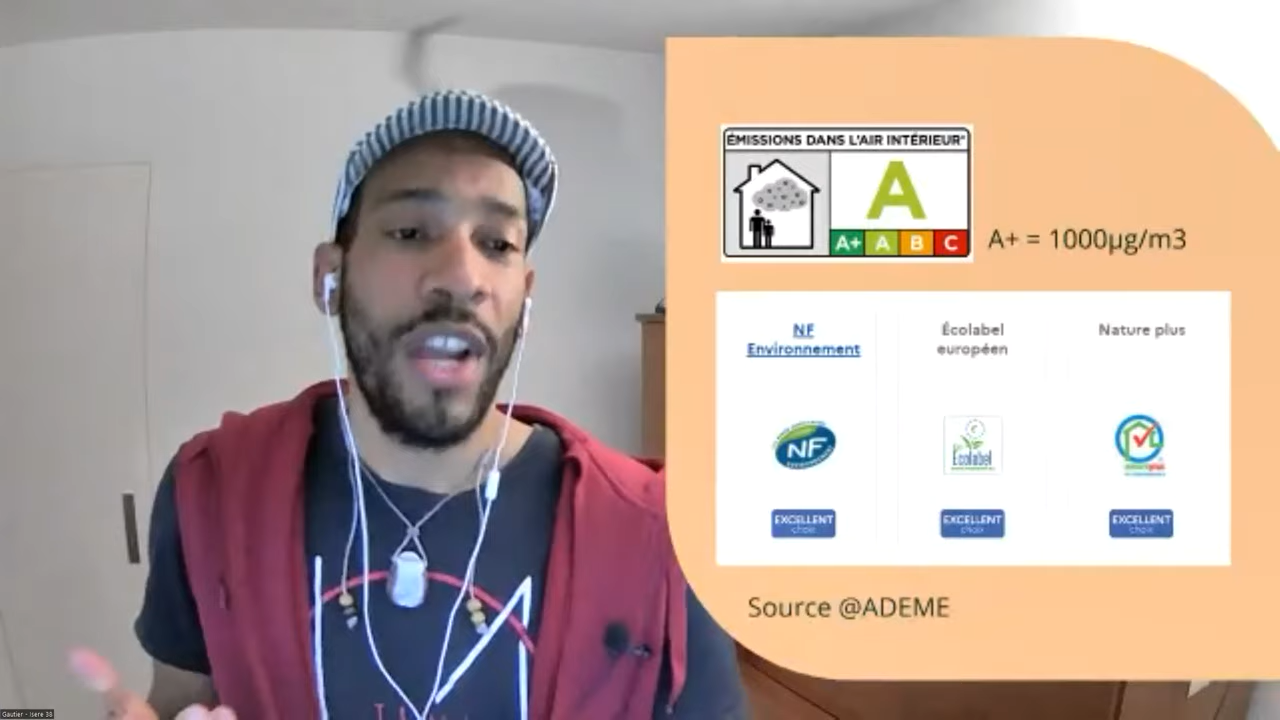 ÉMISSIONS DANS L'AIR INTÉRIEUR*
A
A+ A B C
A+ = 1000µg/m3
NF
Environnement
Écolabel
européen
Nature plus
NF
Écolabel
EXCELLENT
choix
EXCELLENT
choix
EXCELLENT
choix
Source @ADEME
Gautier - Isere 38